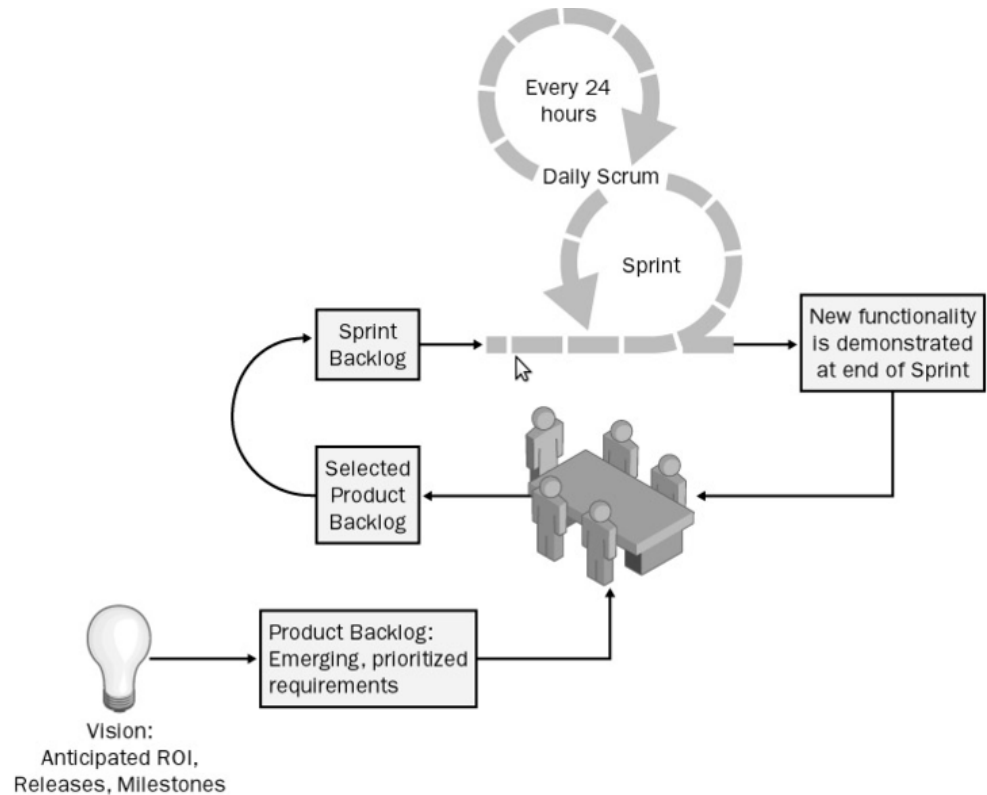 Every 24
hours
Daily Scrum
Sprint
Sprint
Backlog
New functionality
is demonstrated
at end of Sprint
Selected
Product
Backlog
Product Backlog:
Emerging, prioritized
requirements
Vision:
Anticipated ROI,
Releases, Milestones